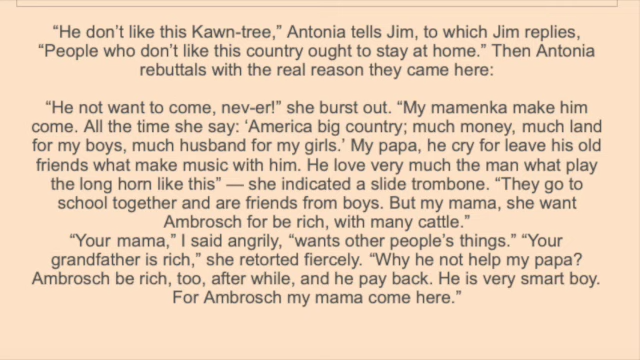 “He don’t like this Kawn-tree,” Antonia tells Jim, to which Jim replies,
“People who don’t like this country ought to stay at home.” Then Antonia
rebuttals with the real reason they came here:
“He not want to come, nev-er!” she burst out. “My mamenka make him
come. All the time she say: ‘America big country; much money, much land
for my boys, much husband for my girls.’ My papa, he cry for leave his old
friends what make music with him. He love very much the man what play
the long horn like this” — she indicated a slide trombone. “They go to
school together and are friends from boys. But my mama, she want
Ambrosch for be rich, with many cattle.”
“Your mama,” I said angrily, “wants other people’s things.” “Your
grandfather is rich,” she retorted fiercely. “Why he not help my papa?
Ambrosch be rich, too, after while, and he pay back. He is very smart boy.
For Ambrosch my mama come here.”